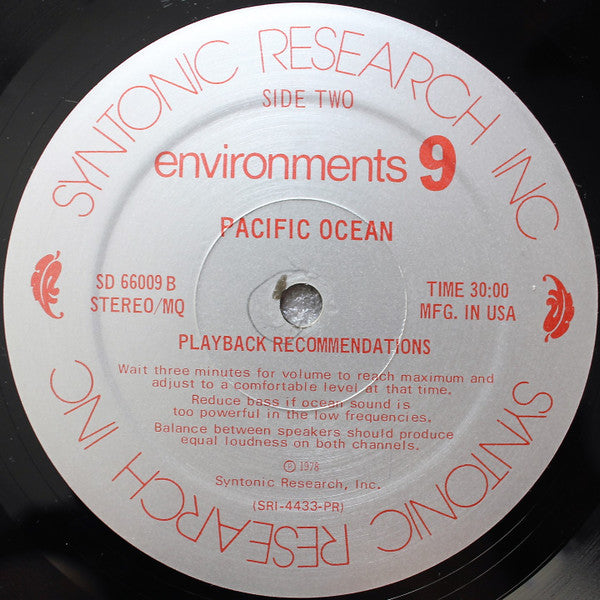 SYNTONIC RESEARCH INC
SIDE TWO
environments 9
PACIFIC OCEAN
SD 66009 B
STEREO/MQ
TIME 30:00
MFG. IN USA
PLAYBACK RECOMMENDATIONS
Wait three minutes for volume to reach maximum and
adjust to a comfortable level at that time.
Reduce bass if ocean sound is
too powerful in the low frequencies.
Balance between speakers should produce
equal loudness on both channels.
℗ 1978
Syntonic Research, Inc.
(SRI-4433-PR)
SYNTONIC RESEARCH INC